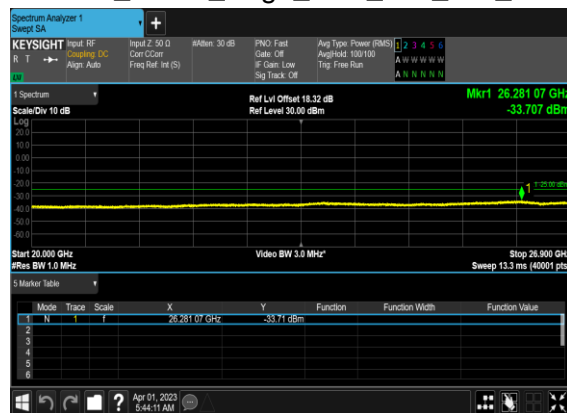 Spectrum Analyzer 1
Swept SA
KEYSIGHT Input: RF Input Z: 50 Ω #Atten: 30 dB PNO: Fast Avg Type: Power (RMS) 1 2 3 4 5 6
R T Coupling: DC Corr CCorr Gate: Off Avg|Hold: 100/100 A W W W W W
Align: Auto Freq Ref: Int (S) IF Gain: Low Trig: Free Run
Sig Track: Off A N N N N N
1 Spectrum
Ref Lvl Offset 18.32 dB Mkr1 26.281 07 GHz
Scale/Div 10 dB Ref Level 30.00 dBm -33.707 dBm
Log
20.0
10.0
0.00
-10.0
-20.0
1 -25.00 dBm
-30.0
-40.0
-50.0
-60.0
Start 20.000 GHz Video BW 3.0 MHz* Stop 26.900 GHz
#Res BW 1.0 MHz Sweep 13.3 ms (40001 pts)
5 Marker Table
Mode Trace Scale X Y Function Function Width Function Value
1 N 1 f 26.281 07 GHz -33.71 dBm
2
3
4
5
6
? Apr 01, 2023
5:44:11 AM